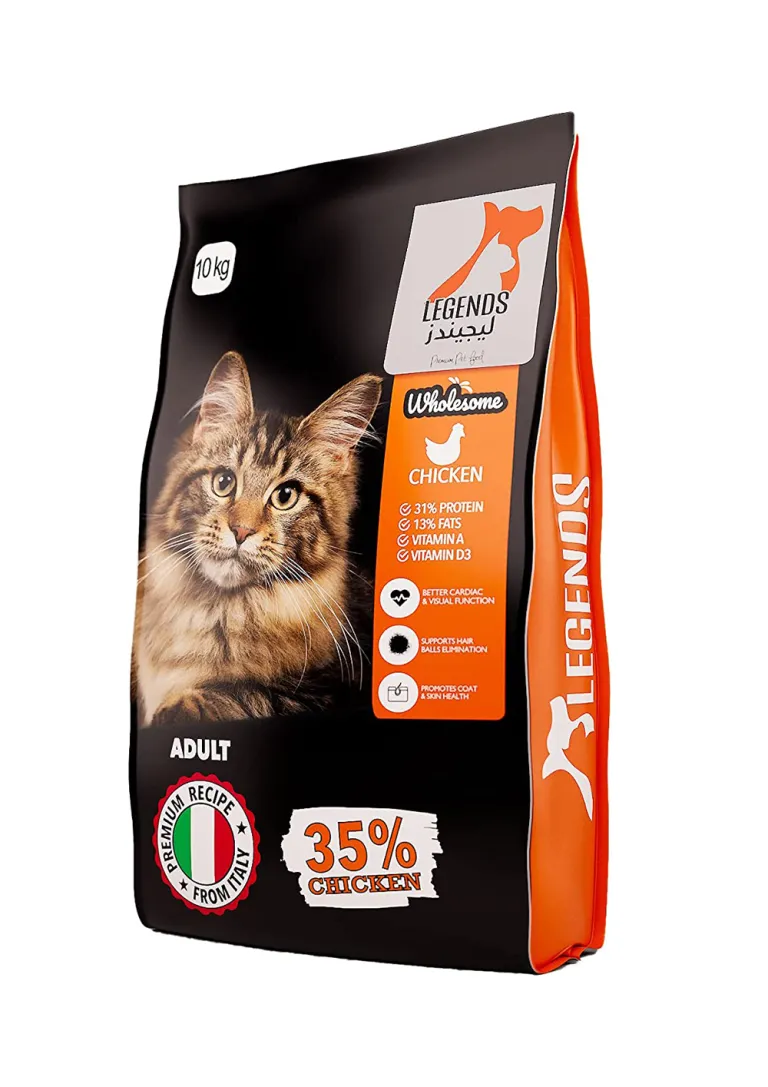 10 kg
LEGENDS
ليجيندز
Premium Pet Food
Wholesome
CHICKEN
31% PROTEIN
13% FATS
VITAMIN A
VITAMIN D3
BETTER CARDIAC
& VISUAL FUNCTION
SUPPORTS HAIR
BALLS ELIMINATION
PROMOTES COAT
& SKIN HEALTH
LEGENDS
ADULT
PREMIUM RECIPE
FROM ITALY
35%
CHICKEN